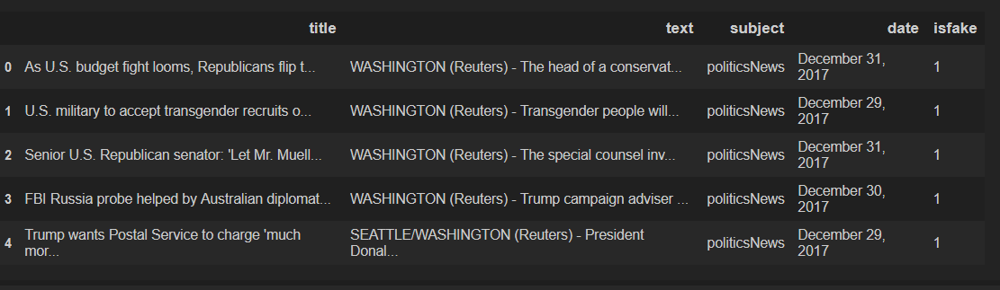 title text subject date isfake
0 As U.S. budget fight looms, Republicans flip t... WASHINGTON (Reuters) - The head of a conservat... politicsNews December 31, 2017 1
1 U.S. military to accept transgender recruits o... WASHINGTON (Reuters) - Transgender people will... politicsNews December 29, 2017 1
2 Senior U.S. Republican senator: 'Let Mr. Muell... WASHINGTON (Reuters) - The special counsel inv... politicsNews December 31, 2017 1
3 FBI Russia probe helped by Australian diplomat... WASHINGTON (Reuters) - Trump campaign adviser ... politicsNews December 30, 2017 1
4 Trump wants Postal Service to charge 'much mor... SEATTLE/WASHINGTON (Reuters) - President Donal... politicsNews December 29, 2017 1